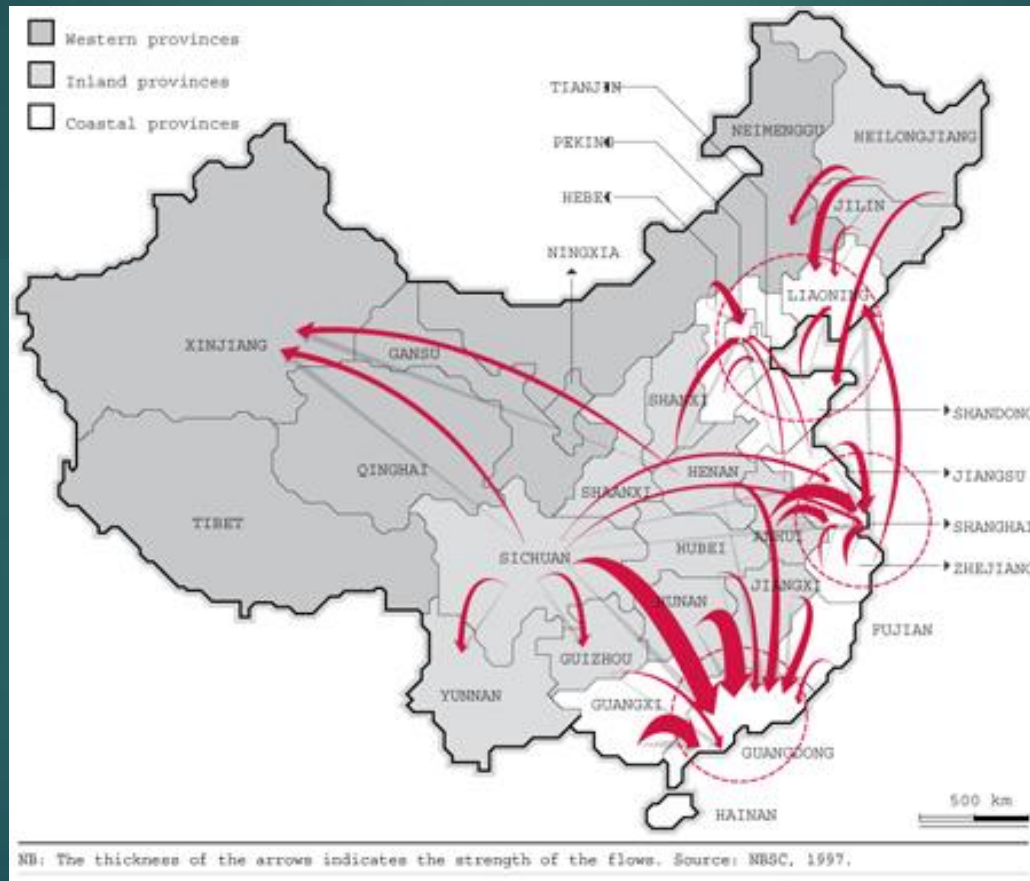 Western provinces
Inland provinces
Coastal provinces
TIANJIN
PEKING
HEBE
NINGXIA
NEIMENGGU
HEILONGJIANG
JILIN
LIAONING
XINJIANG
GANSU
SHANXI
SHANDONG
QINGHAI
HENAN
JIANGSU
SHAANXI
TIBET
SHANGHAI
ANHUI
SICHUAN
HUBEI
ZHEJIANG
JIANGXI
HUNAN
FUJIAN
GUIZHOU
YUNNAN
GUANGXI
GUANGDONG
500 km
HAINAN
NB: The thickness of the arrows indicates the strength of the flows. Source: NBSC, 1997.